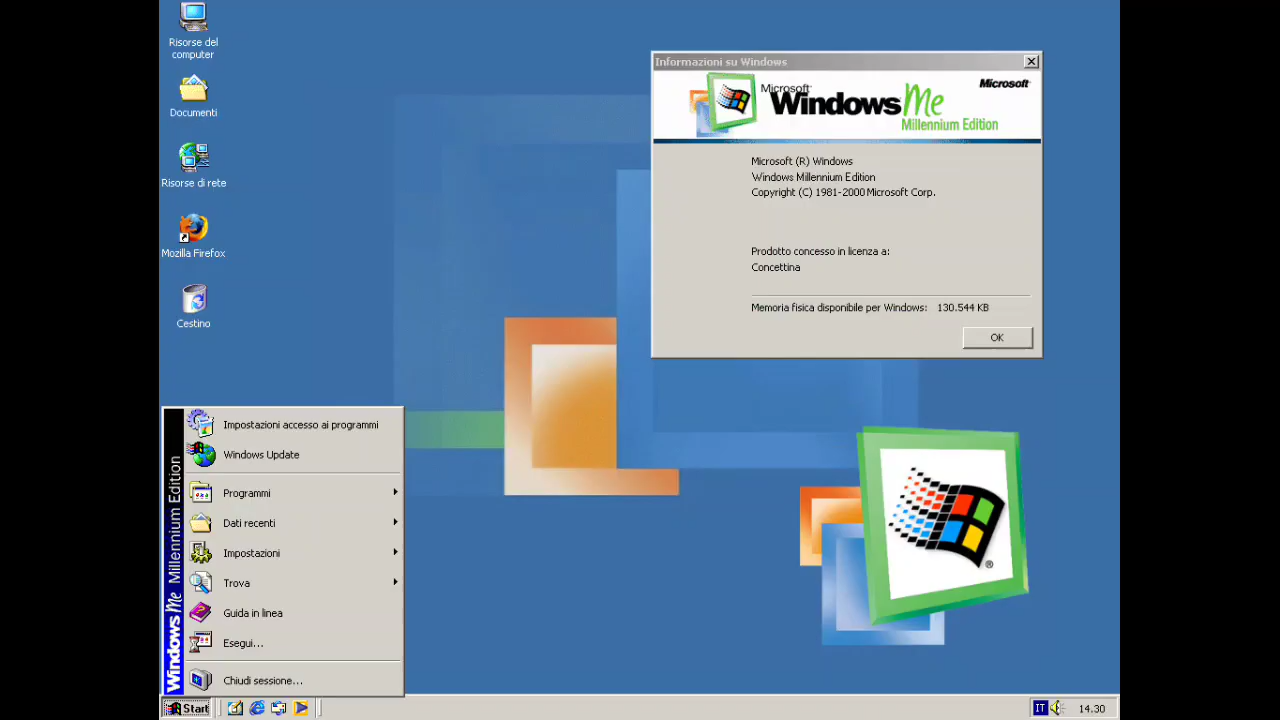 Risore del
computer
Documenti
Risorse di rete
Mozilla Firefox
Cestino
Informazioni su Windows
Microsoft
Microsoft
Windows Me
Millennium Edition
Microsoft (R) Windows
Windows Millennium Edition
Copyright (C) 1981-2000 Microsoft Corp.
Prodotto concesso in licenza a:
Concettina
Memoria fisica disponibile per Windows: 130.544 KB
OK
Windows Me Millennium Edition
Impostazioni accesso ai programmi
Windows Update
Programmi
Dati recenti
Impostazioni
Trova
Guida in linea
Esegui...
Chiudi sessione...
®
Start
IT
14.30